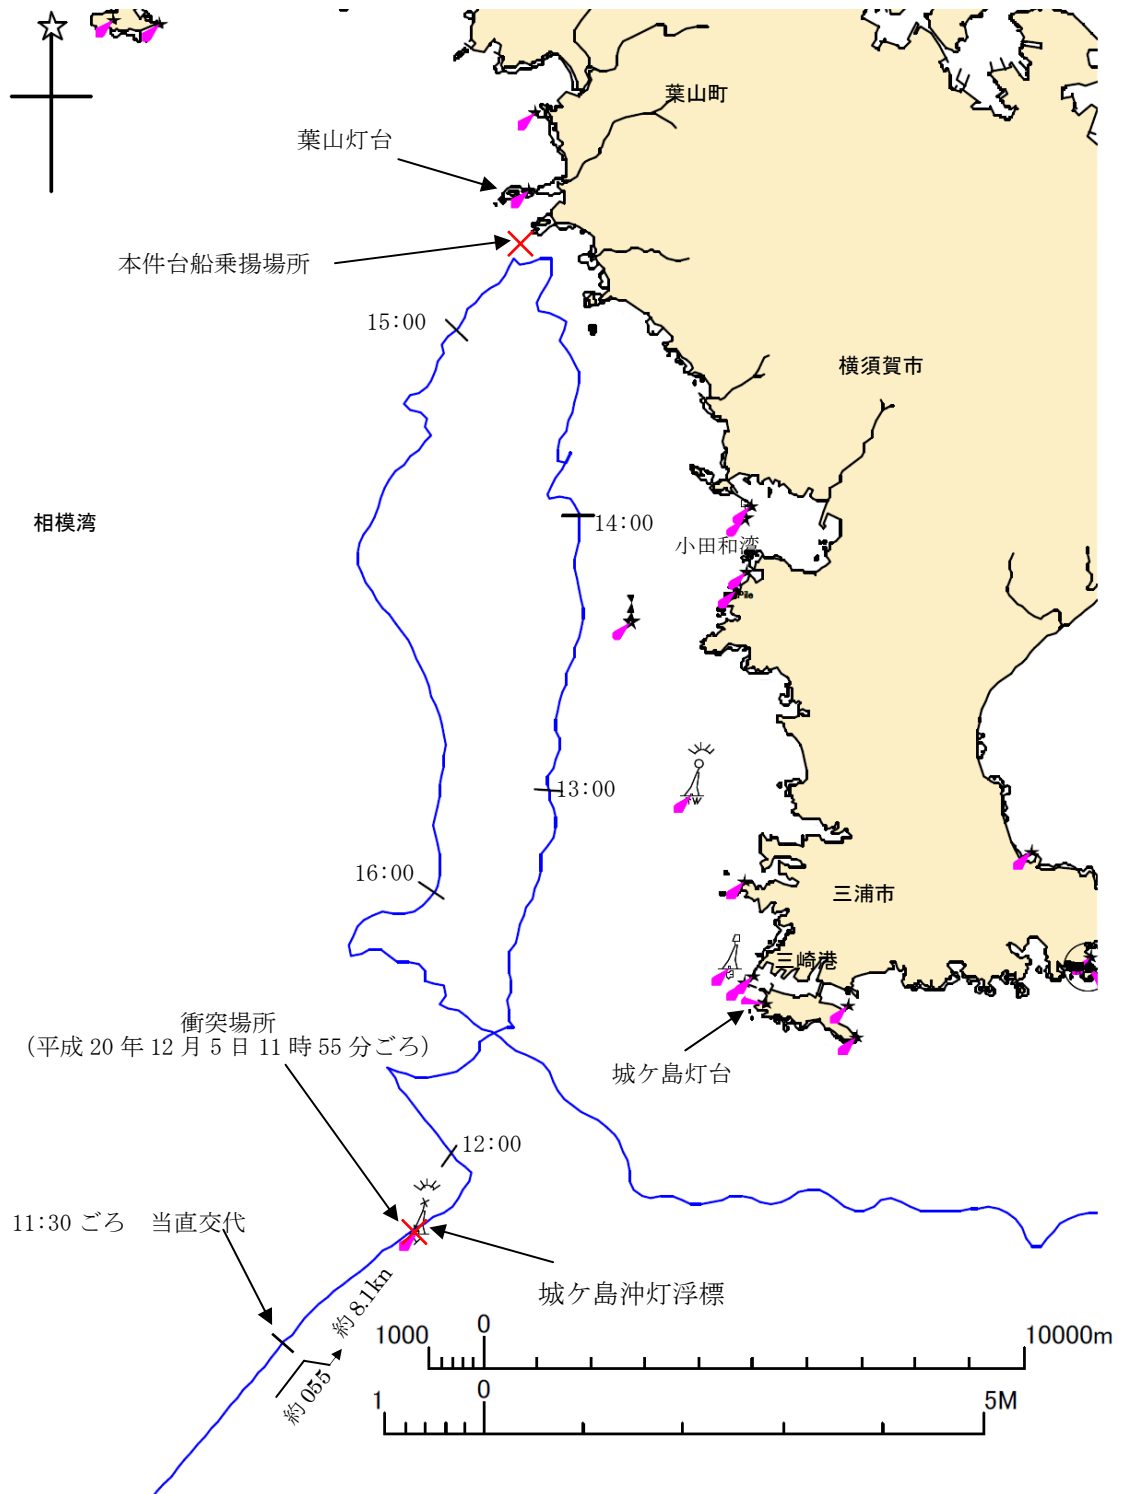 葉山町
葉山灯台
本件台船乗揚場所
15:00
横須賀市
相模湾
14:00
小田和湾
13:00
16:00
三浦市
三崎港
衝突場所
（平成 20 年 12 月 5 日 11 時 55 分ごろ）
城ケ島灯台
12:00
11:30 ごろ 当直交代
城ケ島沖灯浮標
約 8.1kn
約 055
1000 0 10000m
1 0 5M